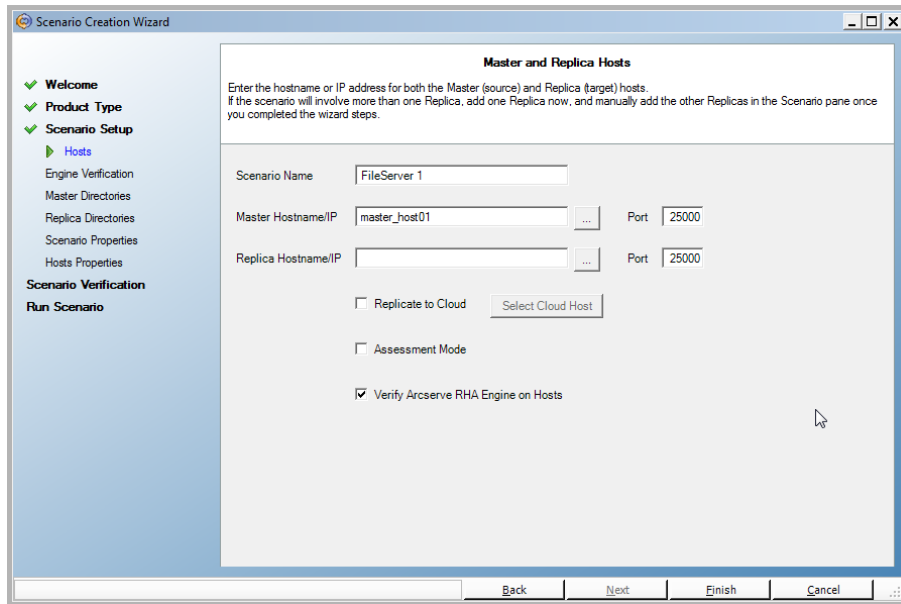 Scenario Creation Wizard
Welcome
Product Type
Scenario Setup
Hosts
Engine Verification
Master Directories
Replica Directories
Scenario Properties
Hosts Properties
Scenario Verification
Run Scenario
Master and Replica Hosts
Enter the hostname or IP address for both the Master (source) and Replica (target) hosts.
If the scenario will involve more than one Replica, add one Replica now, and manually add the other Replicas in the Scenario pane once
you completed the wizard steps.
Scenario Name FileServer 1
Master Hostname/IP master_host01 ... Port 25000
Replica Hostname/IP ... Port 25000
Replicate to Cloud Select Cloud Host
Assessment Mode
Verify Arcserve RHA Engine on Hosts
Back Next Finish Cancel